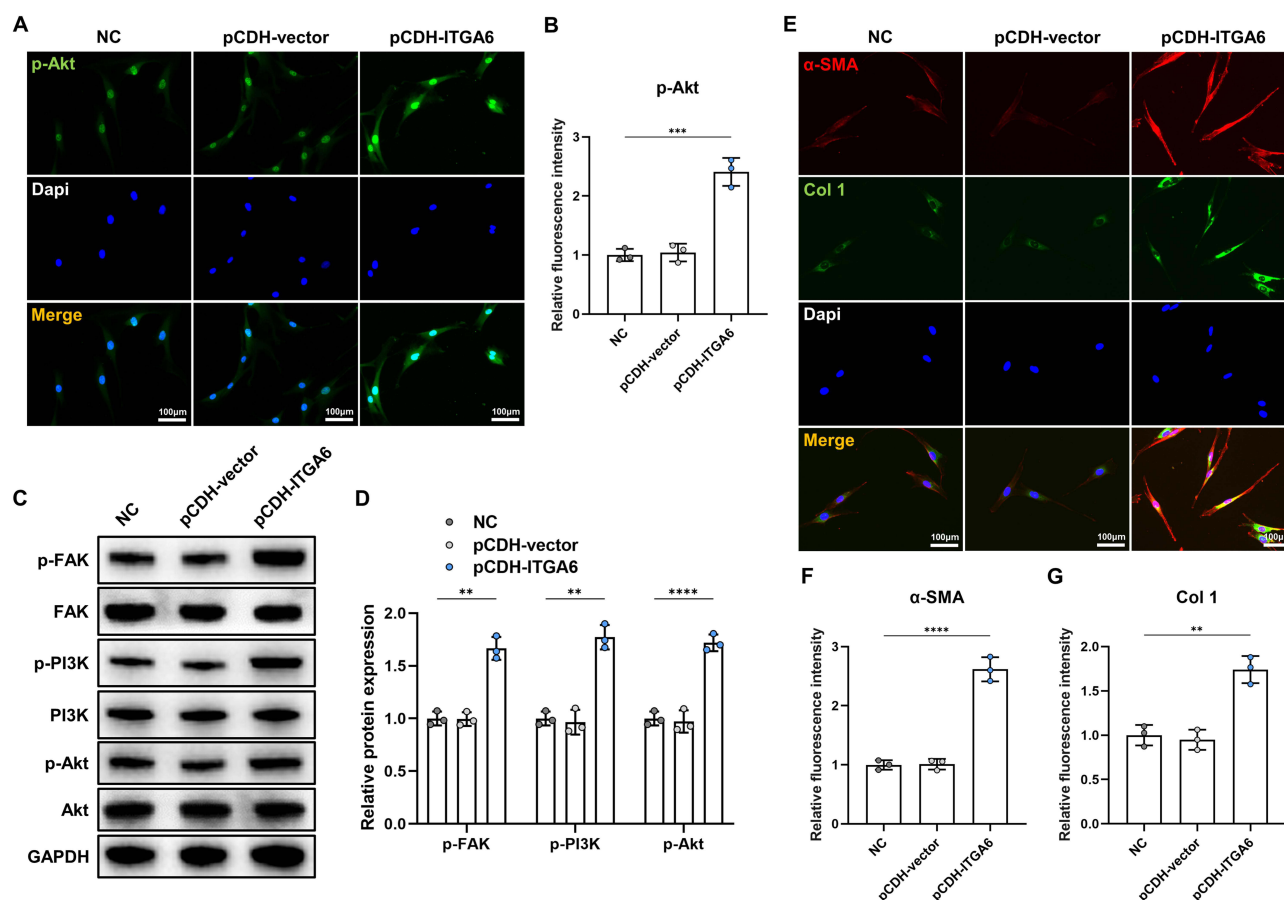 A
NC
pCDH-vector
pCDH-ITGA6
p-Akt
Dapi
Merge
100μm
100μm
100μm
B
p-Akt
Relative fluorescence intensity
3
2
1
0
***
NC
pCDH-vector
pCDH-ITGA6
C
NC
pCDH-vector
pCDH-ITGA6
p-FAK
FAK
p-PI3K
PI3K
p-Akt
Akt
GAPDH
D
NC
pCDH-vector
pCDH-ITGA6
Relative protein expression
2.0
1.5
1.0
0.5
0.0
**
**
****
p-FAK
p-PI3K
p-Akt
E
NC
pCDH-vector
pCDH-ITGA6
α-SMA
Col 1
Dapi
Merge
100μm
100μm
100μm
F
α-SMA
Relative fluorescence intensity
4
3
2
1
0
****
NC
pCDH-vector
pCDH-ITGA6
G
Col 1
Relative fluorescence intensity
2.0
1.5
1.0
0.5
0.0
**
NC
pCDH-vector
pCDH-ITGA6